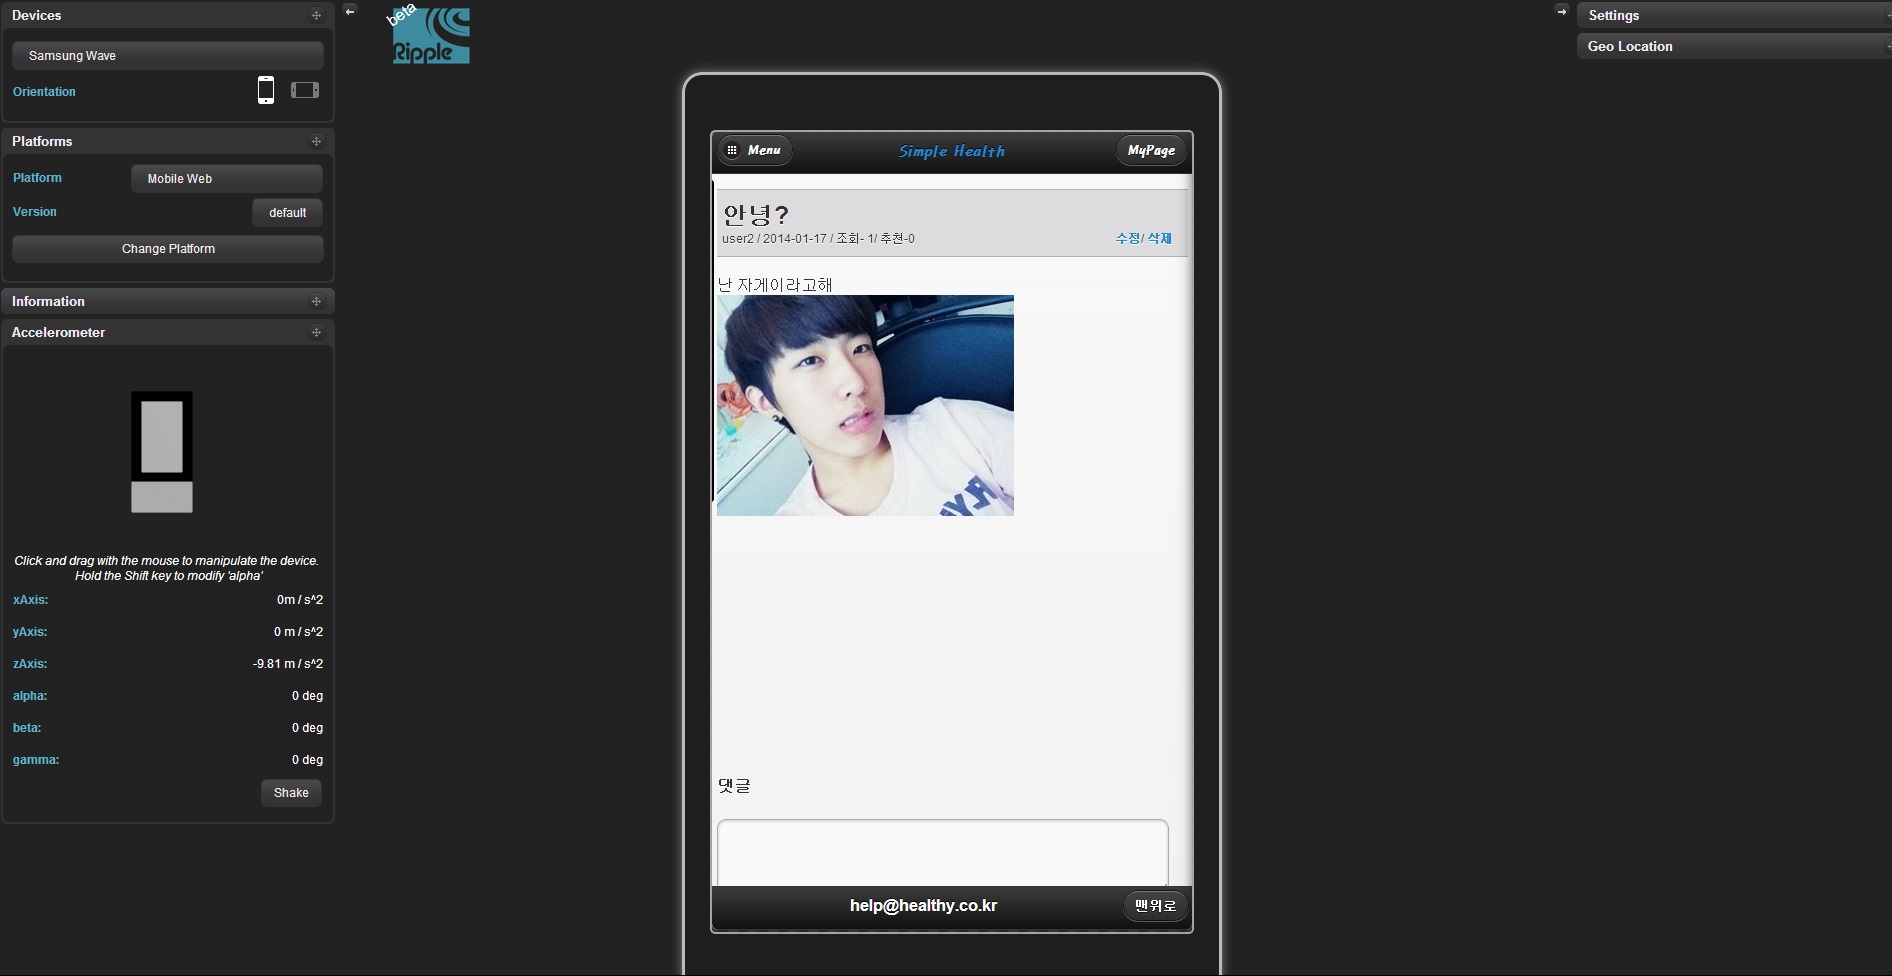 Devices
Samsung Wave
Orientation
Platforms
Platform
Mobile Web
Version
default
Change Platform
Information
Accelerometer
Click and drag with the mouse to manipulate the device.
Hold the Shift key to modify 'alpha'
xAxis: 0m / s^2
yAxis: 0 m / s^2
zAxis: -9.81 m / s^2
alpha: 0 deg
beta: 0 deg
gamma: 0 deg
Shake
beta
Ripple
Menu
Simple Health
MyPage
안녕?
user2 / 2014-01-17 / 조회- 1/ 추천-0
수정/ 삭제
난 자게이라고해
댓글
help@healthy.co.kr
맨위로
Settings
Geo Location